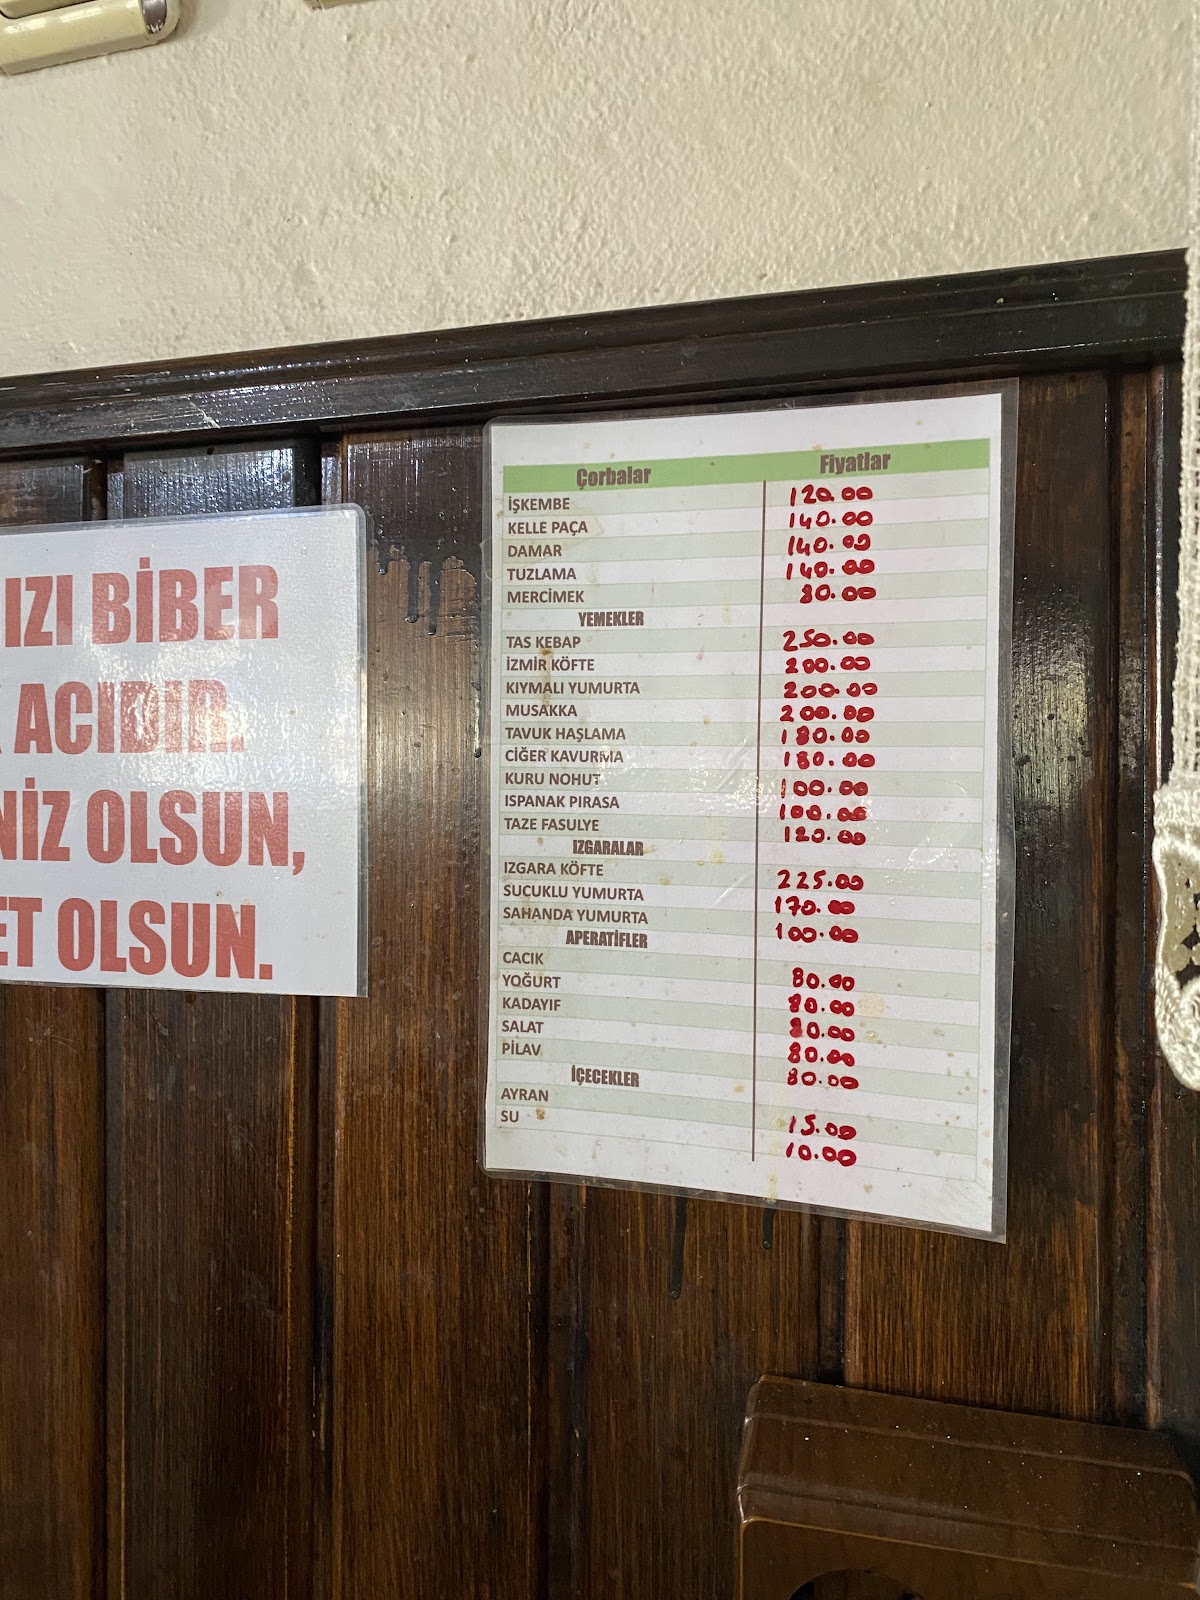 IZI BİBER
ACIDIR.
NİZ OLSUN,
ET OLSUN.
Çorbalar Fiyatlar
İŞKEMBE 120.00
KELLE PAÇA 140.00
DAMAR 140.00
TUZLAMA 140.00
MERCİMEK 80.00
YEMEKLER
TAS KEBAP 250.00
İZMİR KÖFTE 200.00
KIYMALI YUMURTA 200.00
MUSAKKA 200.00
TAVUK HAŞLAMA 180.00
CİĞER KAVURMA 180.00
KURU NOHUT 100.00
ISPANAK PIRASA 100.00
TAZE FASULYE 120.00
IZGARALAR
IZGARA KÖFTE 225.00
SUCUKLU YUMURTA 170.00
SAHANDA YUMURTA 100.00
APERATİFLER
CACIK 80.00
YOĞURT 80.00
KADAYIF 80.00
SALAT 80.00
PİLAV 80.00
İÇECEKLER
AYRAN 15.00
SU 10.00